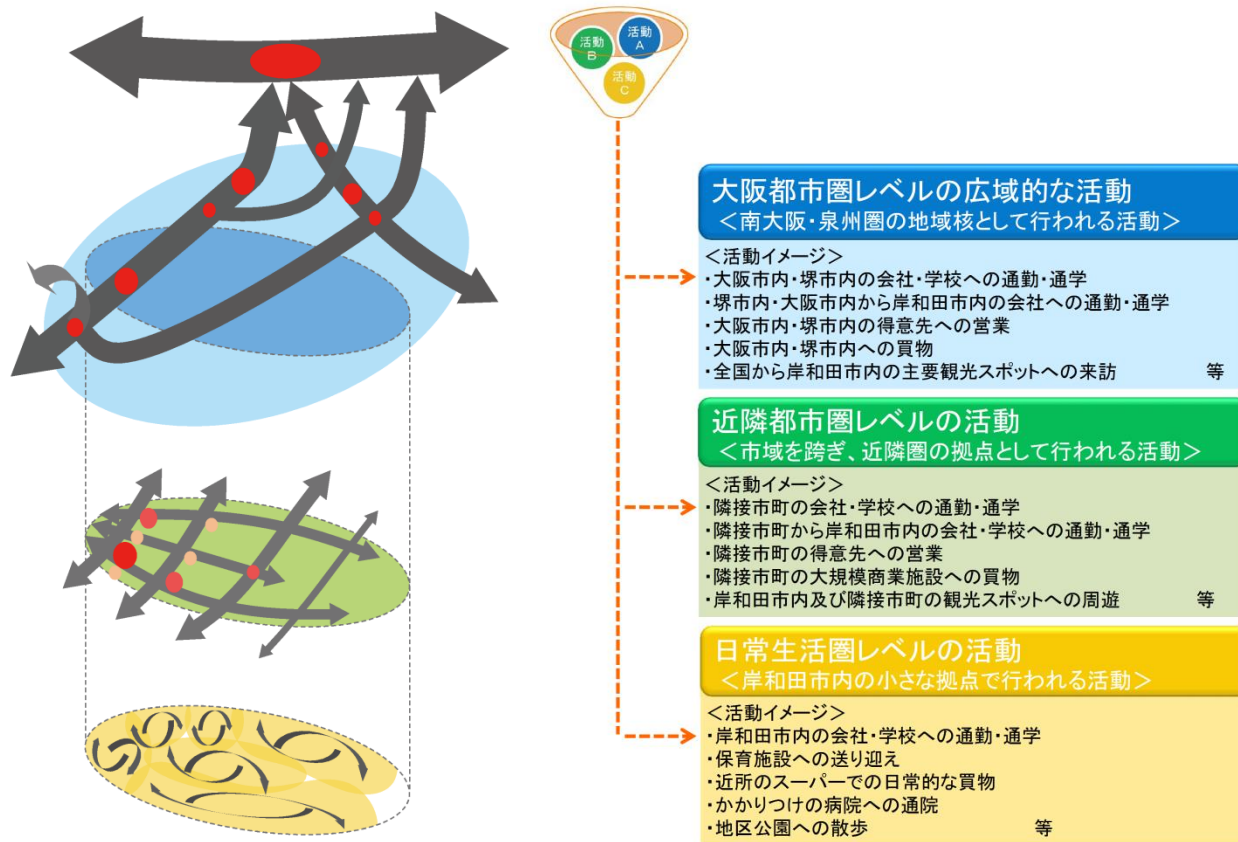 活動
B
活動
A
活動
C
大阪都市圏レベルの広域的な活動
＜南大阪・泉州圏の地域核として行われる活動＞
＜活動イメージ＞
・大阪市内・堺市内の会社・学校への通勤・通学
・堺市内・大阪市内から岸和田市内の会社への通勤・通学
・大阪市内・堺市内の得意先への営業
・大阪市内・堺市内への買物
・全国から岸和田市内の主要観光スポットへの来訪　等
近隣都市圏レベルの活動
＜市域を跨ぎ、近隣圏の拠点として行われる活動＞
＜活動イメージ＞
・隣接市町の会社・学校への通勤・通学
・隣接市町から岸和田市内の会社・学校への通勤・通学
・隣接市町の得意先への営業
・隣接市町の大規模商業施設への買物
・岸和田市内及び隣接市町の観光スポットへの周遊　等
日常生活圏レベルの活動
＜岸和田市内の小さな拠点で行われる活動＞
＜活動イメージ＞
・岸和田市内の会社・学校への通勤・通学
・保育施設への送り迎え
・近所のスーパーでの日常的な買物
・かかりつけの病院への通院
・地区公園への散歩　等